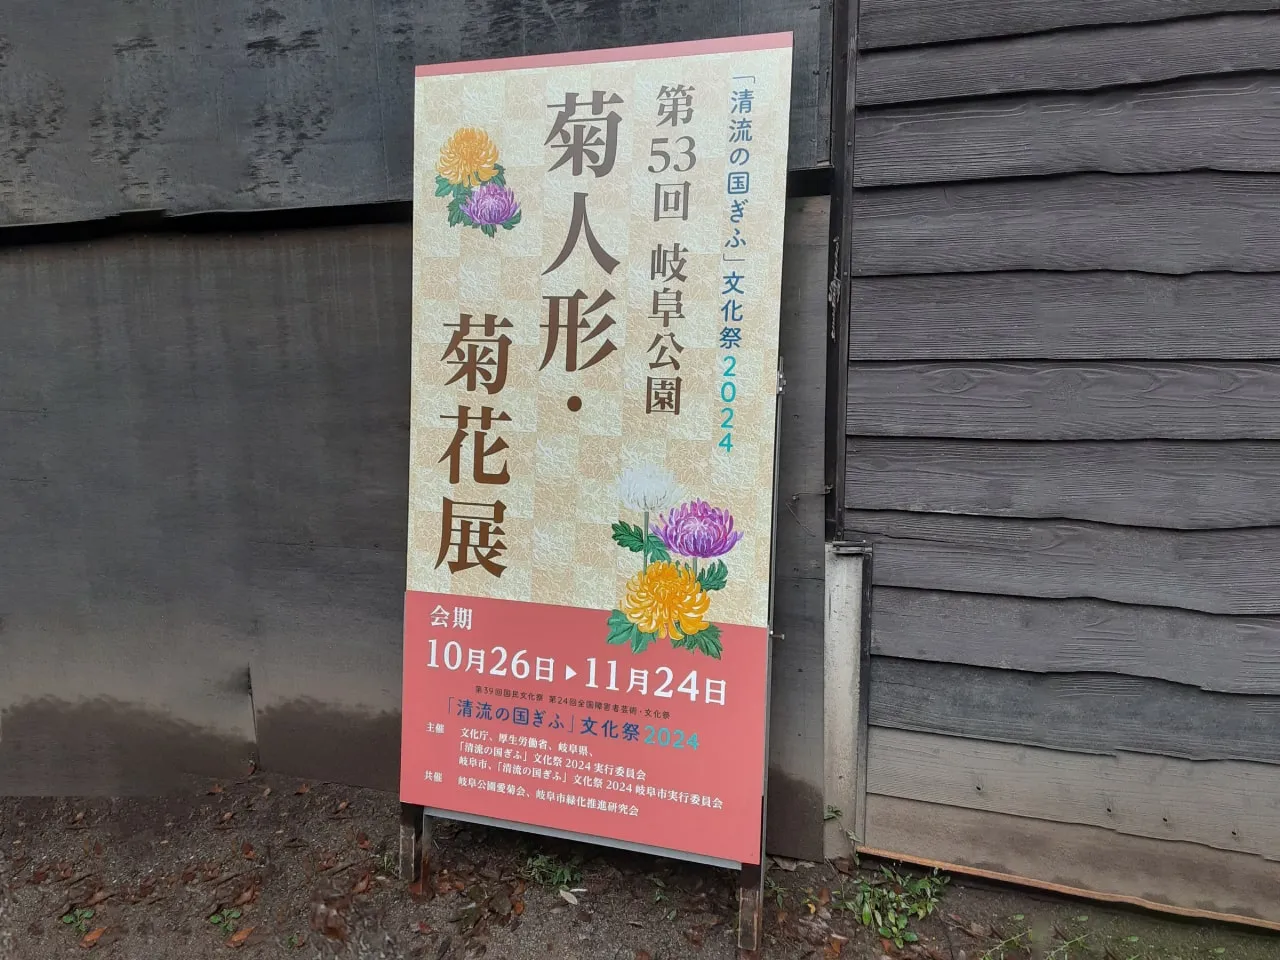 「清流の国ぎふ」文化祭2024
第53回 岐阜公園
菊人形・
菊花展
会期
10月26日▶11月24日
第39回国民文化祭 第24回全国障害者芸術・文化祭
「清流の国ぎふ」文化祭2024
主催 文化庁、厚生労働省、岐阜県、
「清流の国ぎふ」文化祭2024実行委員会
岐阜市、「清流の国ぎふ」文化祭2024岐阜市実行委員会
共催 岐阜公園愛菊会、岐阜市緑化推進研究会